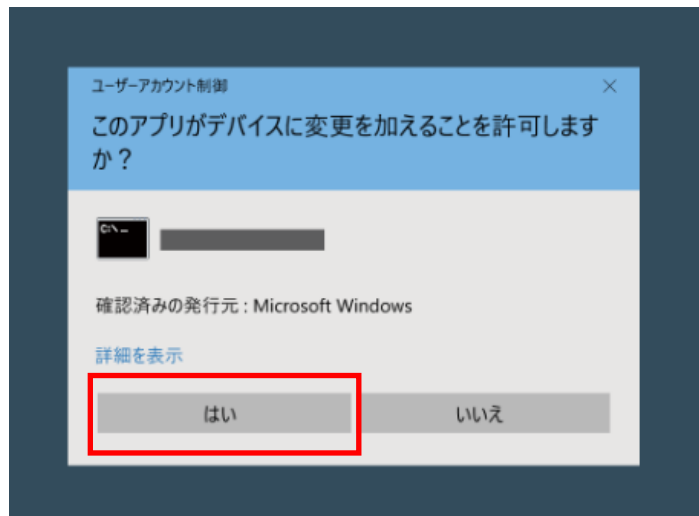 ユーザーアカウント制御
このアプリがデバイスに変更を加えることを許可します
か？
C:\_
確認済みの発行元 : Microsoft Windows
詳細を表示
はい
いいえ